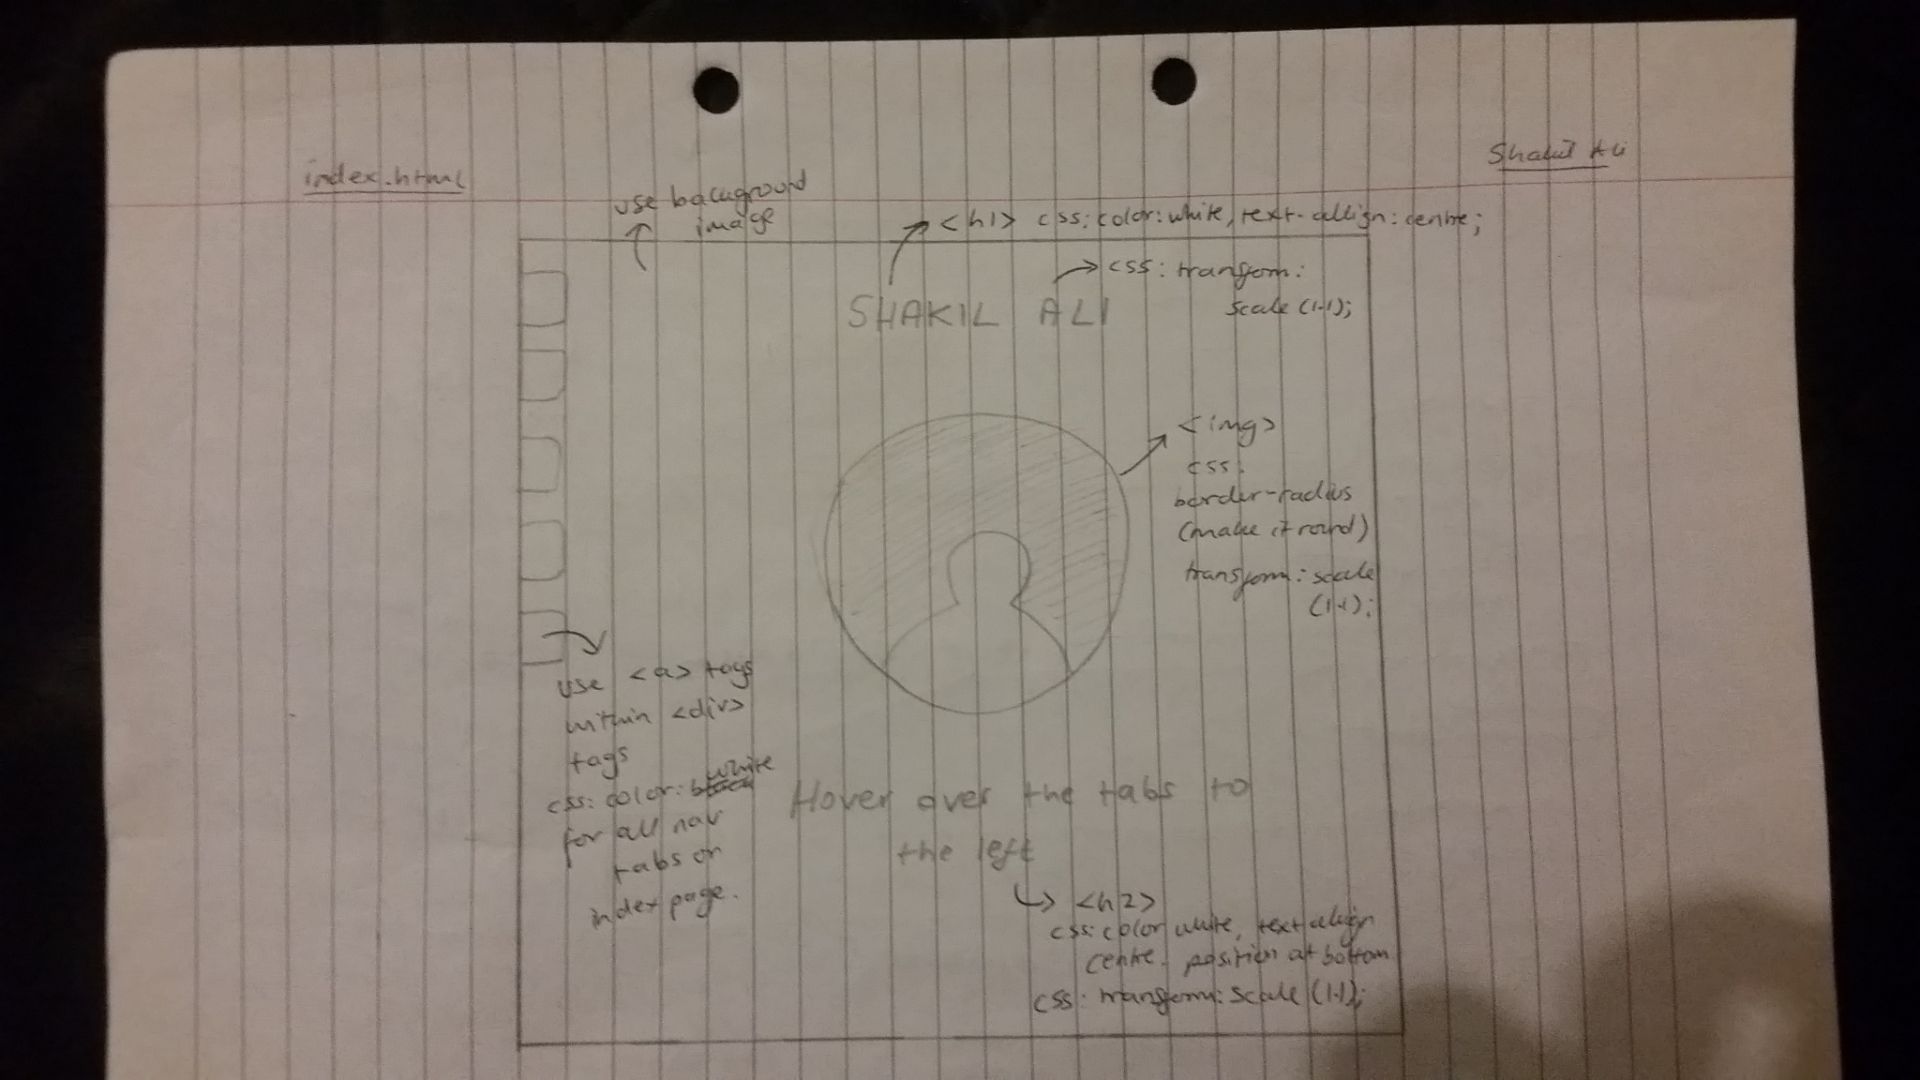 index.html
Shakil Ali
use background
image
<h1> css: color: white, text-allign: centre;
css: transfom:
scale (1.1);
SHAKIL ALI
<img>
css:
border-radius
(make it round)
transform: scale
(1.1);
use <a> tags
within <div>
tags
css: color: white
for all nav
tabs on
index page.
Hover over the tabs to
the left
<h2>
css: color white, text align
centre. position at bottom
css: transform: scale (1.1);